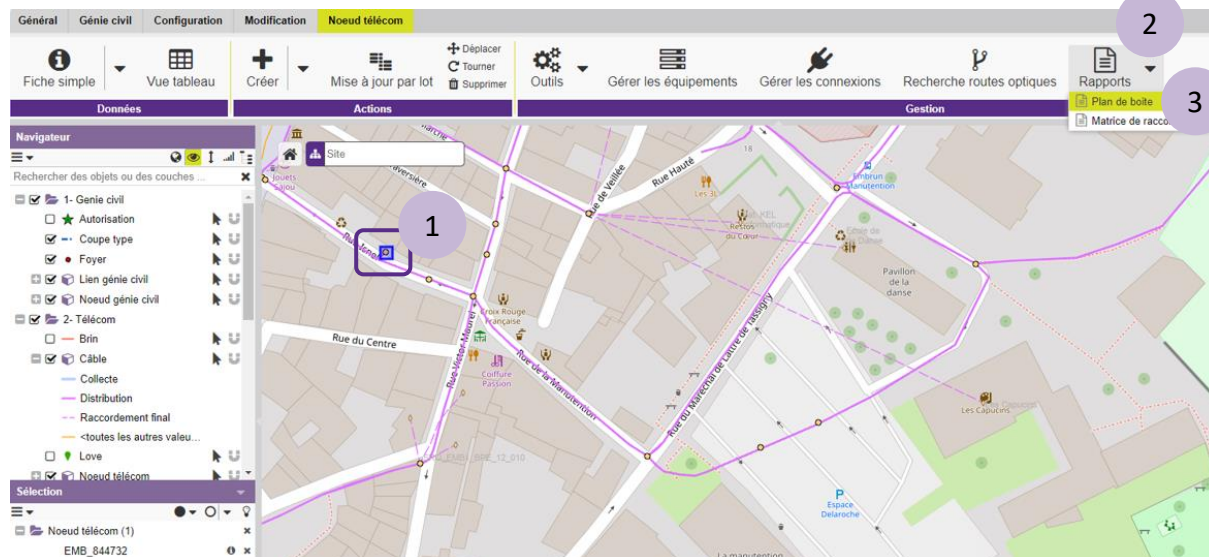 Général Génie civil Configuration Modification Noeud télécom
2
Fiche simple Vue tableau Créer Mise à jour par lot Déplacer
Tourner
Supprimer
Outils Gérer les équipements Gérer les connexions Recherche routes optiques Rapports
Données Actions Gestion
Plan de boite
3
Matrice de racco
Navigateur
Rechercher des objets ou des couches ...
1- Genie civil
Autorisation
Coupe type
Foyer
Lien génie civil
Noeud génie civil
2- Télécom
Brin
Câble
Collecte
Distribution
Raccordement final
<toutes les autres valeu...
Love
Noeud télécom
Sélection
Noeud télécom (1)
EMB_844732
Site
Jouets
Sajou
1
Rue de Veillée
Rue Hauté
18
Les 3L
Restos
du Cœur
Embrun
Manutention
Pavillon
de la
danse
Croix Rouge
Française
Rue du Centre
Rue Victor Maurel
Coiffure
Passion
Rue de la Manutention
Rue du Maréchal de Lattre de Tassigny
Les Capucins
P
Espace
Delaroche
La manutention